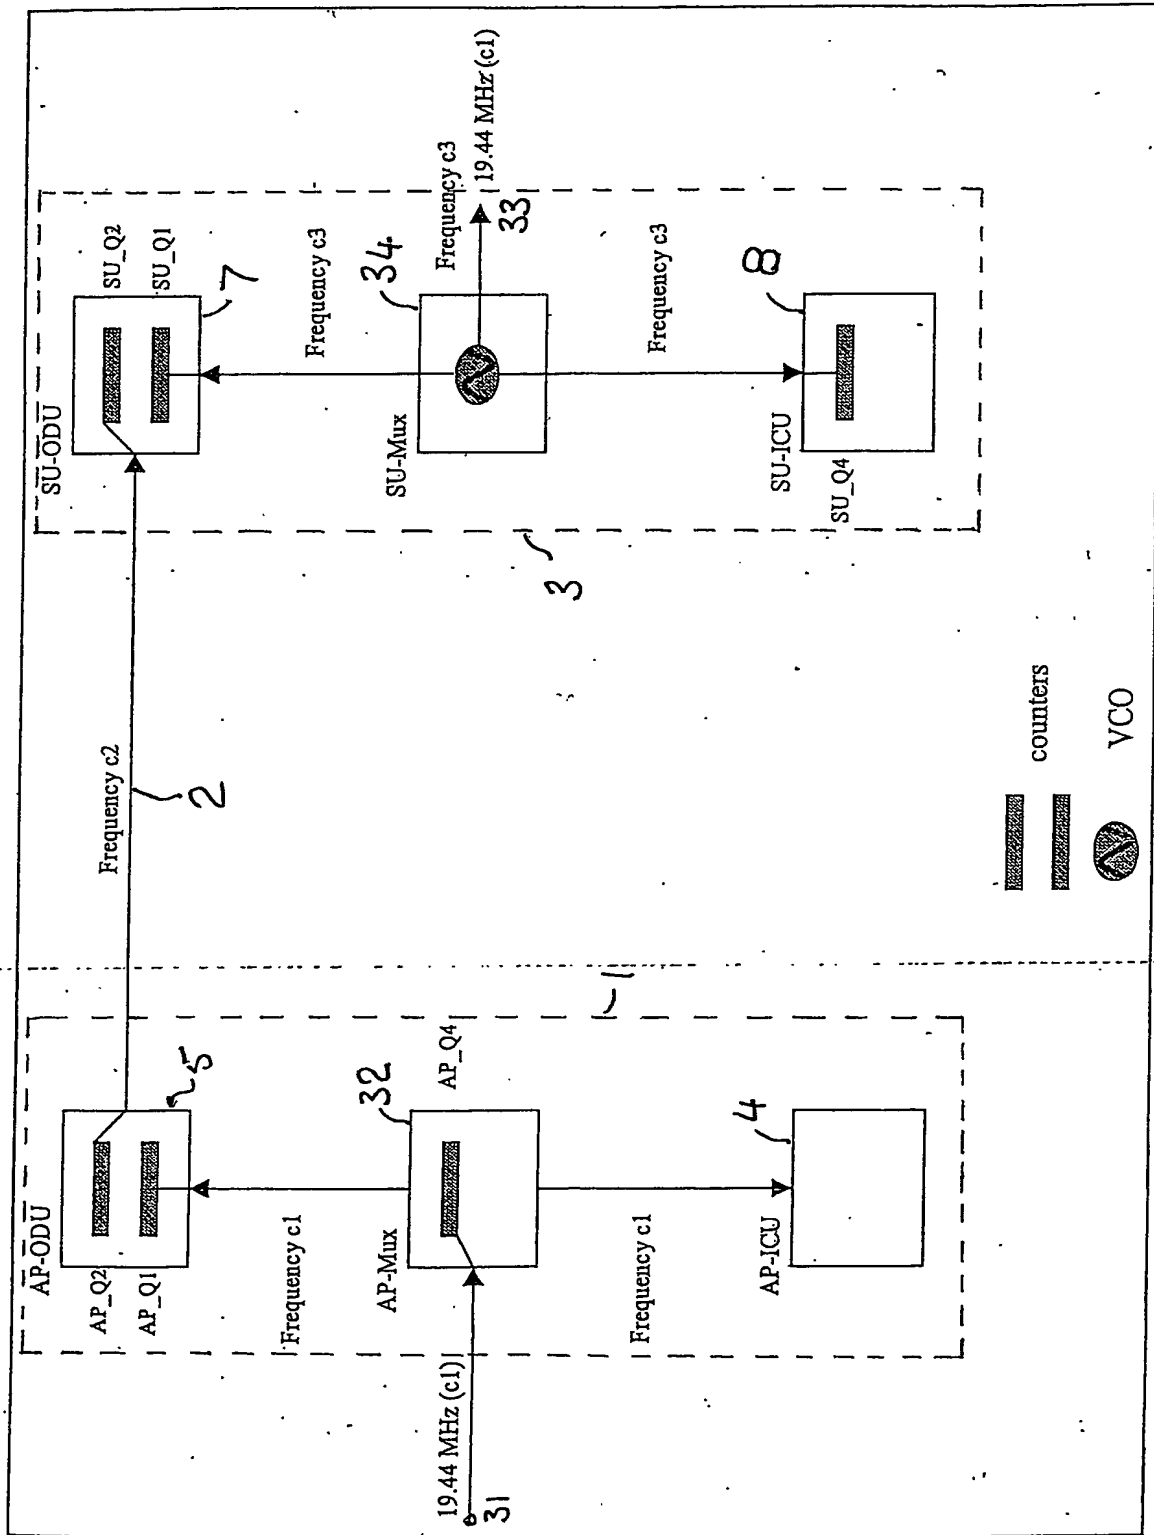 AP-ODU
AP_Q2
AP_Q1
5
Frequency c1
19.44 MHz (c1)
31
AP-Mux
32
AP_Q4
Frequency c1
AP-ICU
4
1
Frequency c2
2
SU-ODU
SU_Q2
SU_Q1
7
Frequency c3
SU-Mux
34
Frequency c3
19.44 MHz (c1)
33
Frequency c3
SU-ICU
SU_Q4
8
3
counters
VCO